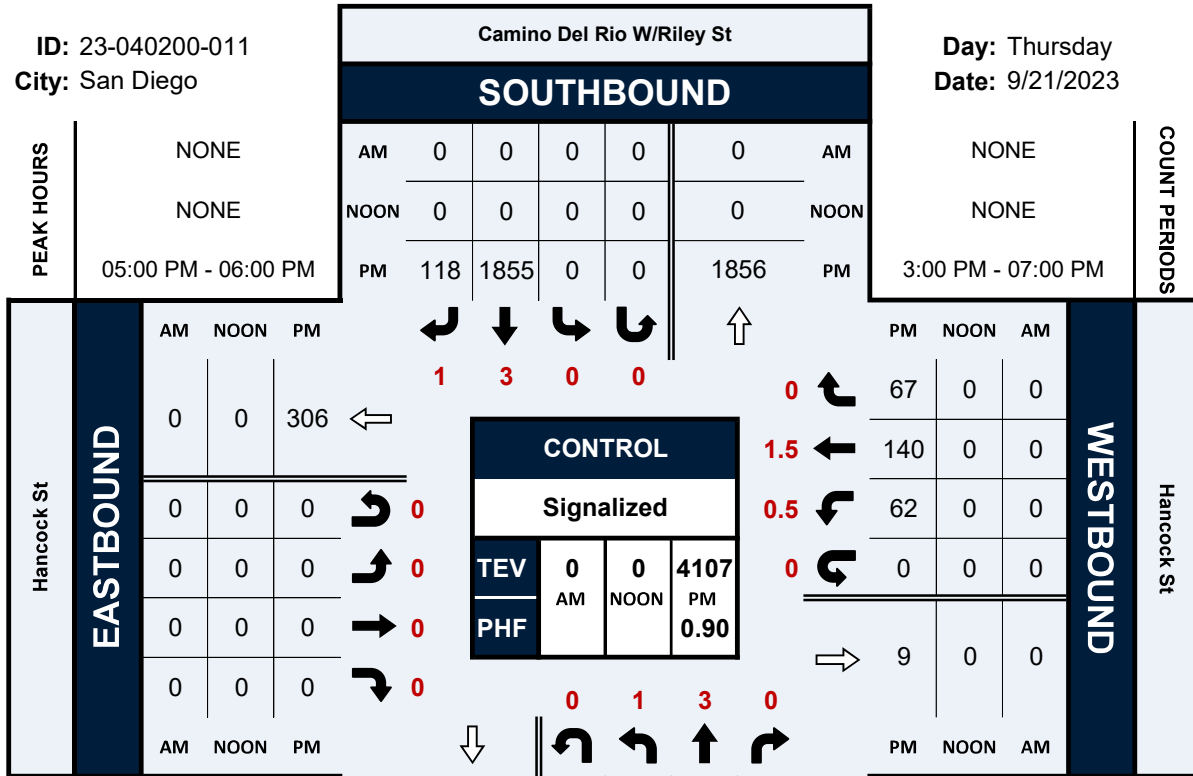 ID: 23-040200-011
City: San Diego
Camino Del Rio W/Riley St
SOUTHBOUND
Day: Thursday
Date: 9/21/2023
PEAK HOURS
NONE
NONE
05:00 PM - 06:00 PM
AM 0 0 0 0 0 AM
NOON 0 0 0 0 0 NOON
PM 118 1855 0 0 1856 PM
NONE
NONE
3:00 PM - 07:00 PM
COUNT PERIODS
1 3 0 0
Hancock St
EASTBOUND
AM NOON PM
0 0 306
0 0 0 0
0 0 0 0
0 0 0 0
0 0 0 0
AM NOON PM
CONTROL
Signalized
TEV 0 0 4107
AM NOON PM
PHF 0.90
PM NOON AM
0 67 0 0
1.5 140 0 0
0.5 62 0 0
0 0 0 0
9 0 0
PM NOON AM
WESTBOUND
Hancock St
0 1 3 0